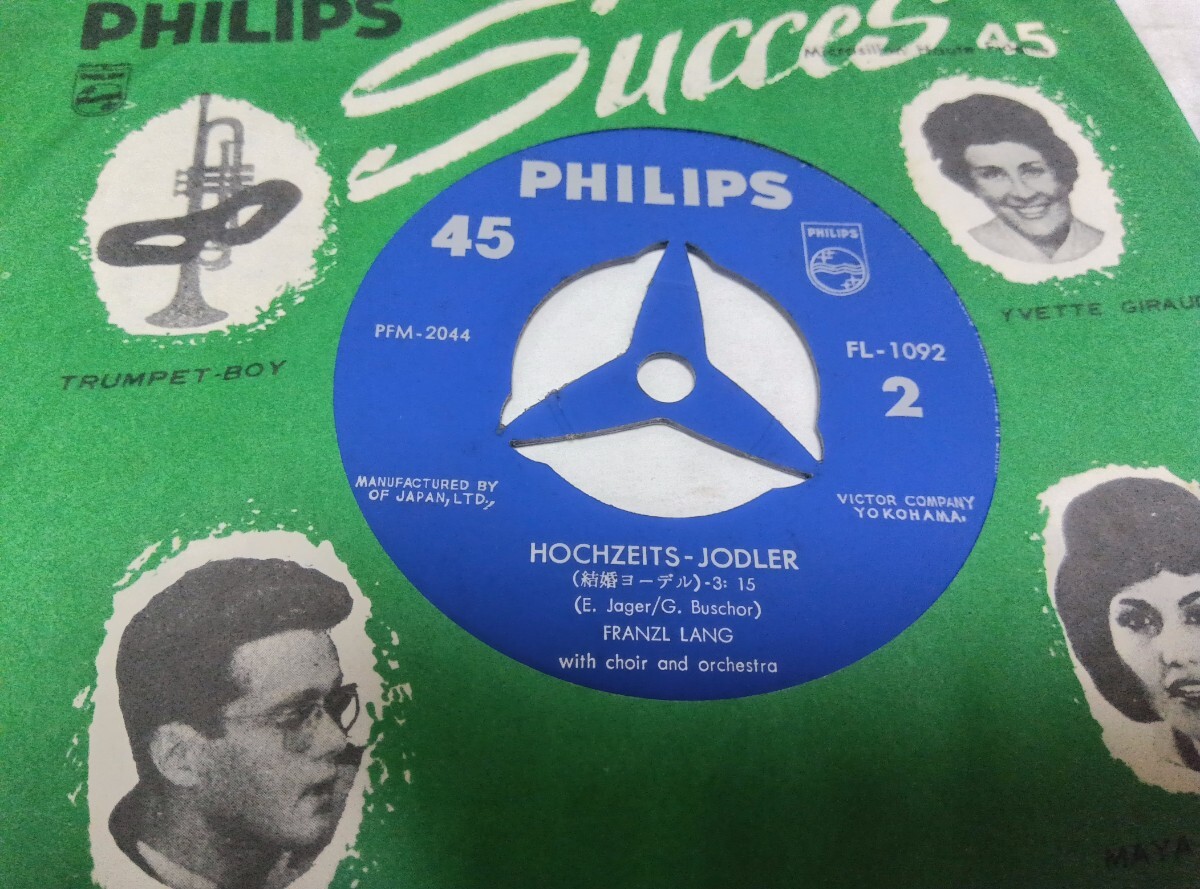 PHILIPS
Succes 45
PHILIPS
TRUMPET-BOY
YVETTE GIRAUD
PHILIPS
45
PHILIPS
PFM-2044
FL-1092
2
MANUFACTURED BY
OF JAPAN, LTD.,
VICTOR COMPANY
YOKOHAMA,
HOCHZEITS-JODLER
(結婚ヨーデル)-3: 15
(E. Jager/G. Buschor)
FRANZL LANG
with choir and orchestra
MAYA